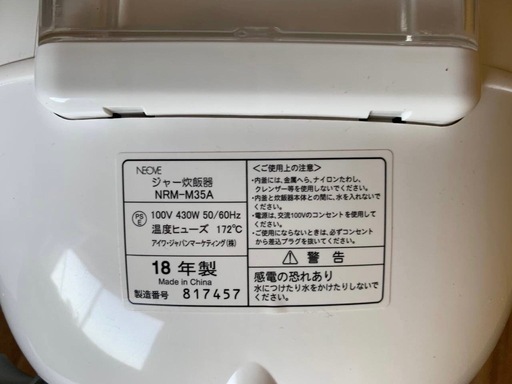 NEOVE
ジャー炊飯器
NRM-M35A
PS E
100V 430W 50/60Hz
温度ヒューズ 172℃
アイワ・ジャパンマーケティング(株)
18 年製
Made in China
製造番号 817457
<ご使用上の注意>
・内釜には、金属へら、ナイロンたわし、
クレンザー等を使用しないでください。
・内釜と炊飯器本体との間に、水を入れないで
ください。
・電源は、交流100Vのコンセントを使用して
ください。
・ご使用にならないときは、必ずコンセント
から差込プラグを抜いてください。
⚠ 警告
感電の恐れあり
水につけたり水をかけたりしないでください。